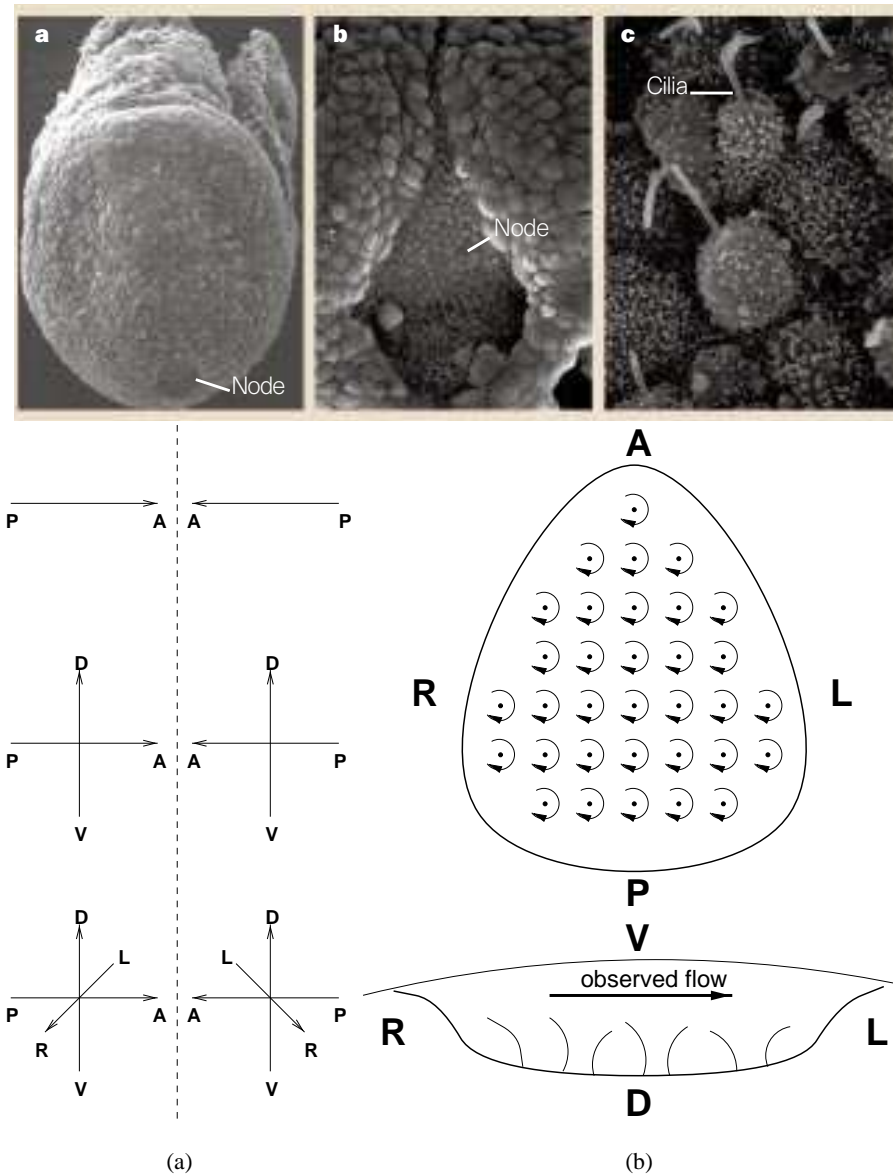 a b c
Cilia
Node
Node
A
P A A P
D D
R L
P A A P
V V
P
V
D D
L L
observed flow
P A A P
R L
R R
V V
D
(a) (b)